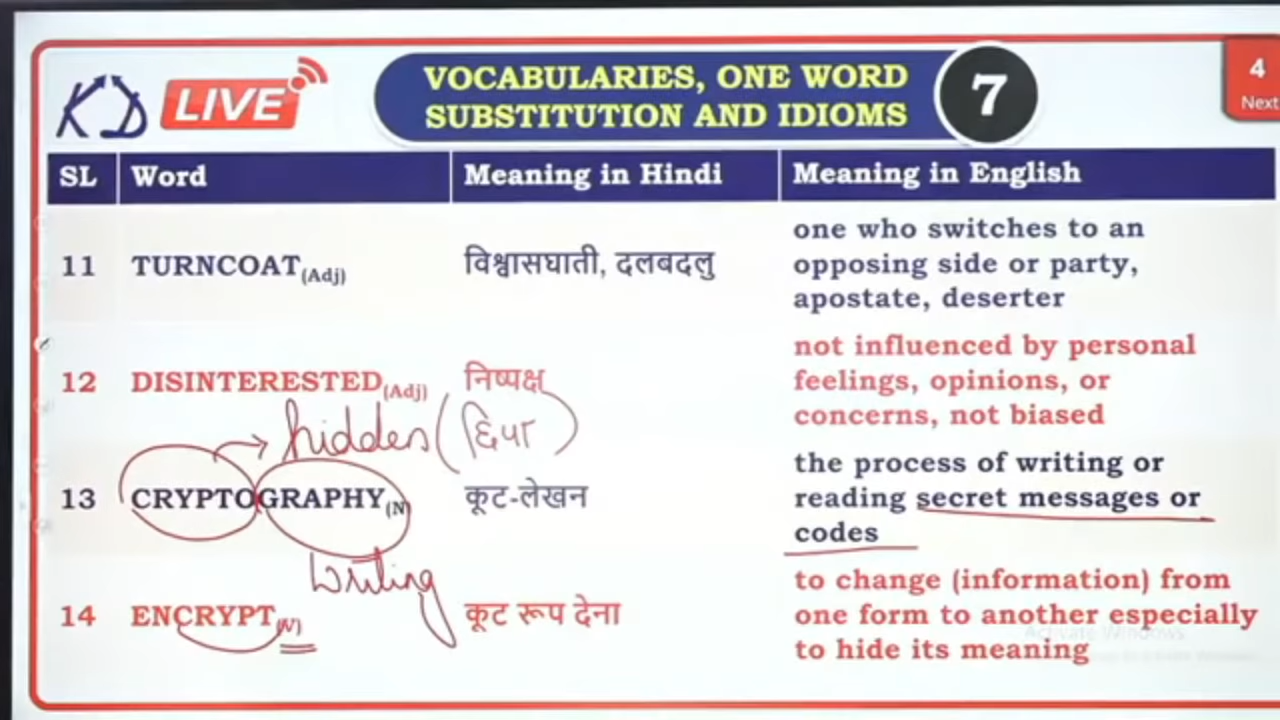 KD LIVE
VOCABULARIES, ONE WORD
SUBSTITUTION AND IDIOMS
7
4
Next
SL Word Meaning in Hindi Meaning in English
11 TURNCOAT(Adj) विश्वासघाती, दलबदलु
one who switches to an
opposing side or party,
apostate, deserter
12 DISINTERESTED(Adj) निष्पक्ष
not influenced by personal
feelings, opinions, or
concerns, not biased
hidden (छिपा)
13 CRYPTOGRAPHY(N) कूट-लेखन
the process of writing or
reading secret messages or
codes
writing
14 ENCRYPT(V) कूट रूप देना
to change (information) from
one form to another especially
to hide its meaning
Activate Windows